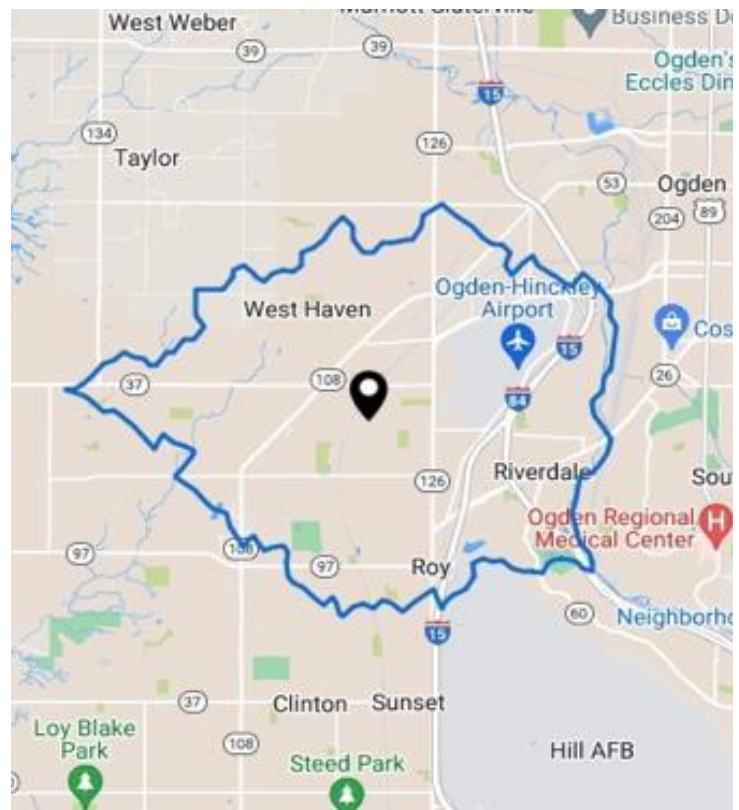 Marriott-Slaterville
West Weber
Business D
39
39
Ogden's
Eccles Din
15
134
126
Taylor
53
Ogden
204
89
West Haven
Ogden-Hinckley
Airport
15
Cos
37
108
84
26
Riverdale
Sou
126
Ogden Regional
Medical Center
97
108
97
Roy
60
Neighborho
15
37
Clinton
Sunset
Loy Blake
Park
108
Steed Park
Hill AFB